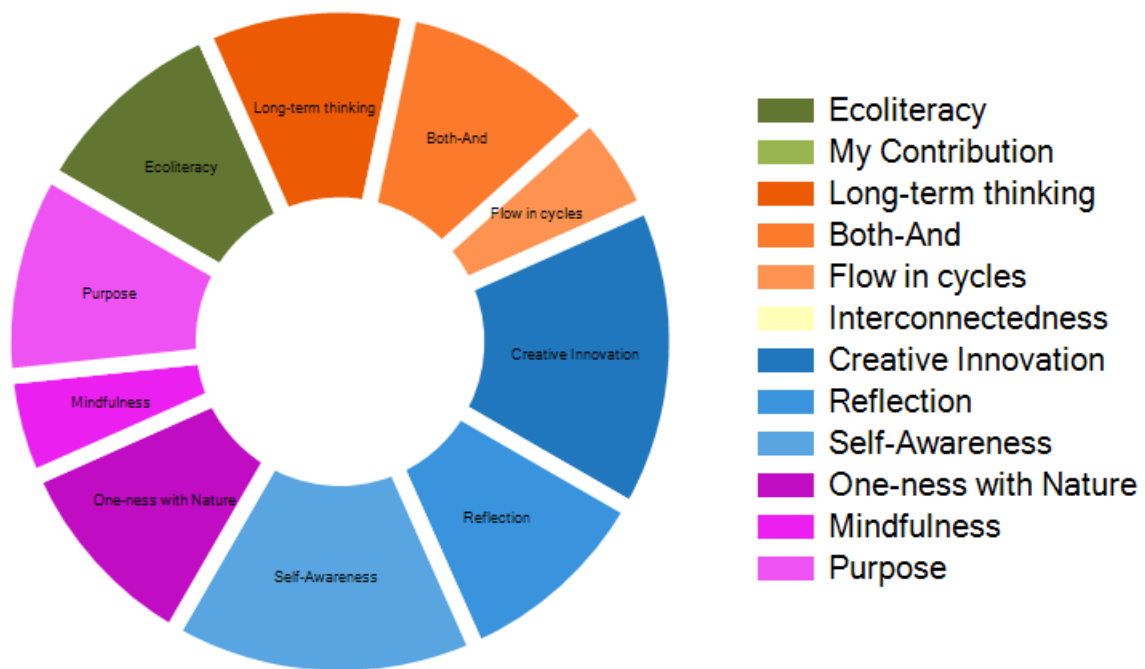 Long-term thinking
Both-And
Ecoliteracy
Flow in cycles
Purpose
Creative Innovation
Mindfulness
One-ness with Nature
Reflection
Self-Awareness
Ecoliteracy
My Contribution
Long-term thinking
Both-And
Flow in cycles
Interconnectedness
Creative Innovation
Reflection
Self-Awareness
One-ness with Nature
Mindfulness
Purpose